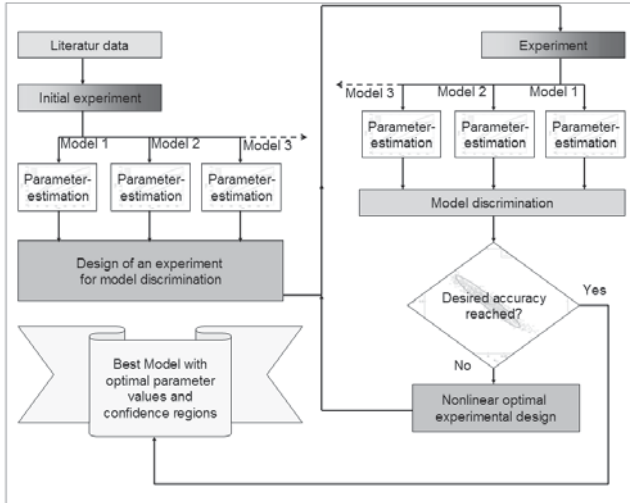 Literatur data
Initial experiment
Model 1
Model 2
Model 3
Parameter-
estimation
Parameter-
estimation
Parameter-
estimation
Design of an experiment
for model discrimination
Best Model with
optimal parameter
values and
confidence regions
Experiment
Model 3
Model 2
Model 1
Parameter-
estimation
Parameter-
estimation
Parameter-
estimation
Model discrimination
Desired accuracy
reached?
Yes
No
Nonlinear optimal
experimental design